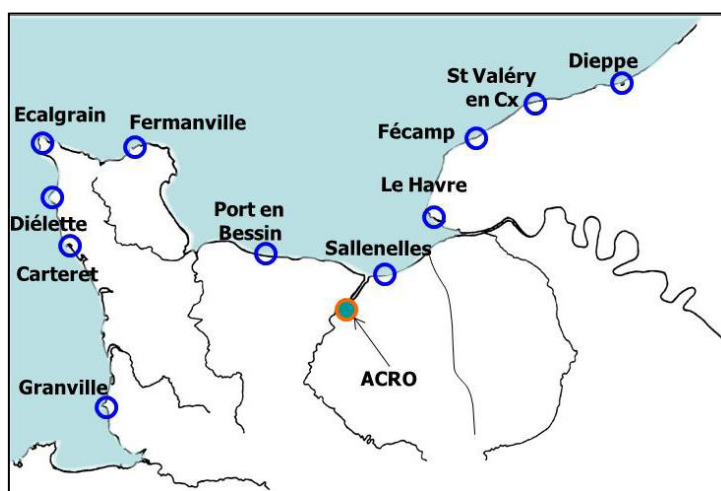 Dieppe
St Valéry
en Cx
Ecalgrain
Fermanville
Fécamp
Le Havre
Diélette
Port en
Bessin
Carteret
Sallenelles
ACRO
Granville